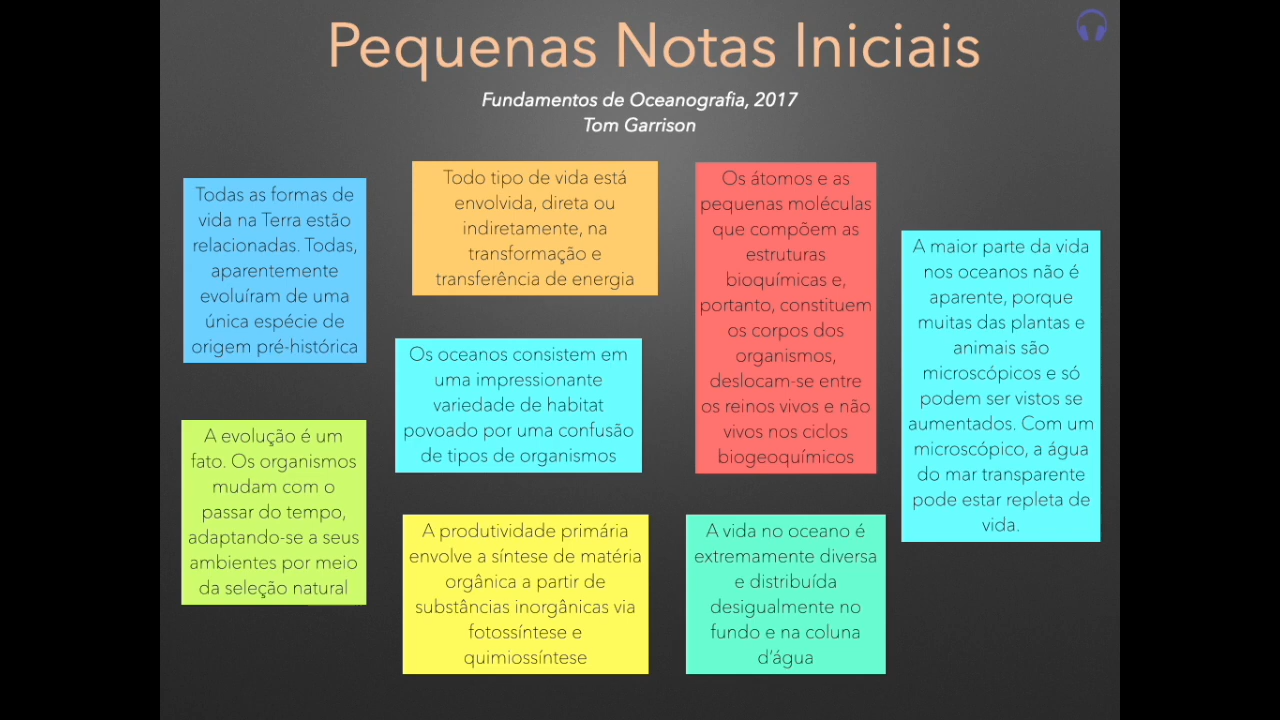 Pequenas Notas Iniciais
Fundamentos de Oceanografia, 2017
Tom Garrison
Todas as formas de
vida na Terra estão
relacionadas. Todas,
aparentemente
evoluíram de uma
única espécie de
origem pré-histórica
Todo tipo de vida está
envolvida, direta ou
indiretamente, na
transformação e
transferência de energia
Os átomos e as
pequenas moléculas
que compõem as
estruturas
bioquímicas e,
portanto, constituem
os corpos dos
organismos,
deslocam-se entre
os reinos vivos e não
vivos nos ciclos
biogeoquímicos
A maior parte da vida
nos oceanos não é
aparente, porque
muitas das plantas e
animais são
microscópicos e só
podem ser vistos se
aumentados. Com um
microscópico, a água
do mar transparente
pode estar repleta de
vida.
Os oceanos consistem em
uma impressionante
variedade de habitat
povoado por uma confusão
de tipos de organismos
A evolução é um
fato. Os organismos
mudam com o
passar do tempo,
adaptando-se a seus
ambientes por meio
da seleção natural
A produtividade primária
envolve a síntese de matéria
orgânica a partir de
substâncias inorgânicas via
fotossíntese e
quimiossíntese
A vida no oceano é
extremamente diversa
e distribuída
desigualmente no
fundo e na coluna
d’água